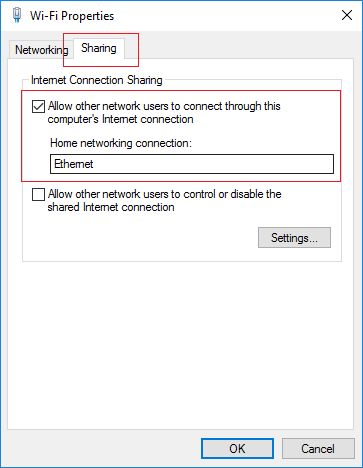 Wi-Fi Properties
Networking Sharing
Internet Connection Sharing
Allow other network users to connect through this
computer's Internet connection
Home networking connection:
Ethernet
Allow other network users to control or disable the
shared Internet connection
Settings...
OK Cancel